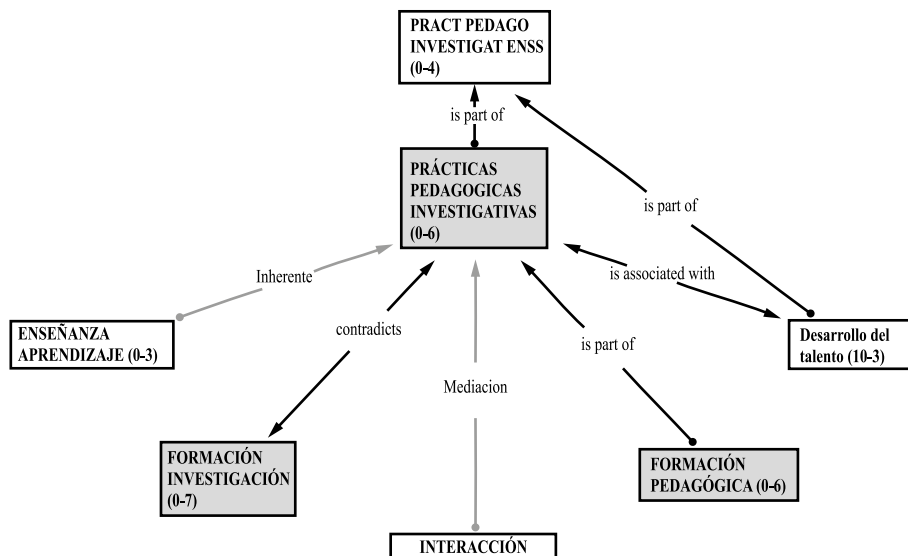 PRACT PEDAGO
INVESTIGAT ENSS
(0-4)
is part of
PRÁCTICAS
PEDAGOGICAS
INVESTIGATIVAS
(0-6)
is part of
Inherente
is associated with
ENSEÑANZA
APRENDIZAJE (0-3)
contradicts
is part of
Desarrollo del
talento (10-3)
Mediacion
FORMACIÓN
INVESTIGACIÓN
(0-7)
FORMACIÓN
PEDAGÓGICA (0-6)
INTERACCIÓN